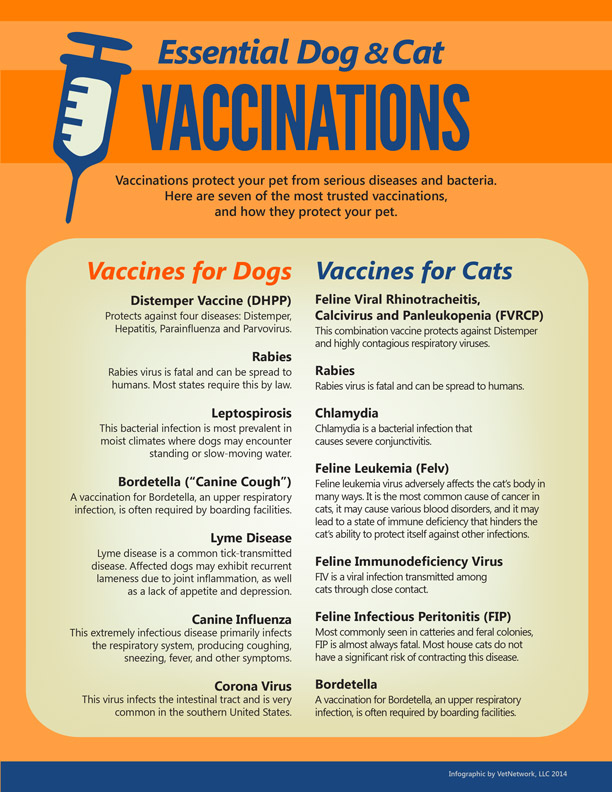 Essential Dog & Cat
VACCINATIONS
Vaccinations protect your pet from serious diseases and bacteria.
Here are seven of the most trusted vaccinations,
and how they protect your pet.
Vaccines for Dogs
Distemper Vaccine (DHPP)
Protects against four diseases: Distemper,
Hepatitis, Parainfluenza and Parvovirus.
Rabies
Rabies virus is fatal and can be spread to
humans. Most states require this by law.
Leptospirosis
This bacterial infection is most prevalent in
moist climates where dogs may encounter
standing or slow-moving water.
Bordetella (“Canine Cough”)
A vaccination for Bordetella, an upper respiratory
infection, is often required by boarding facilities.
Lyme Disease
Lyme disease is a common tick-transmitted
disease. Affected dogs may exhibit recurrent
lameness due to joint inflammation, as well
as a lack of appetite and depression.
Canine Influenza
This extremely infectious disease primarily infects
the respiratory system, producing coughing,
sneezing, fever, and other symptoms.
Corona Virus
This virus infects the intestinal tract and is very
common in the southern United States.
Vaccines for Cats
Feline Viral Rhinotracheitis,
Calcivirus and Panleukopenia (FVRCP)
This combination vaccine protects against Distemper
and highly contagious respiratory viruses.
Rabies
Rabies virus is fatal and can be spread to humans.
Chlamydia
Chlamydia is a bacterial infection that
causes severe conjunctivitis.
Feline Leukemia (Felv)
Feline leukemia virus adversely affects the cat’s body in
many ways. It is the most common cause of cancer in
cats, it may cause various blood disorders, and it may
lead to a state of immune deficiency that hinders the
cat’s ability to protect itself against other infections.
Feline Immunodeficiency Virus
FIV is a viral infection transmitted among
cats through close contact.
Feline Infectious Peritonitis (FIP)
Most commonly seen in catteries and feral colonies,
FIP is almost always fatal. Most house cats do not
have a significant risk of contracting this disease.
Bordetella
A vaccination for Bordetella, an upper respiratory
infection, is often required by boarding facilities.
Infographic by VetNetwork, LLC 2014